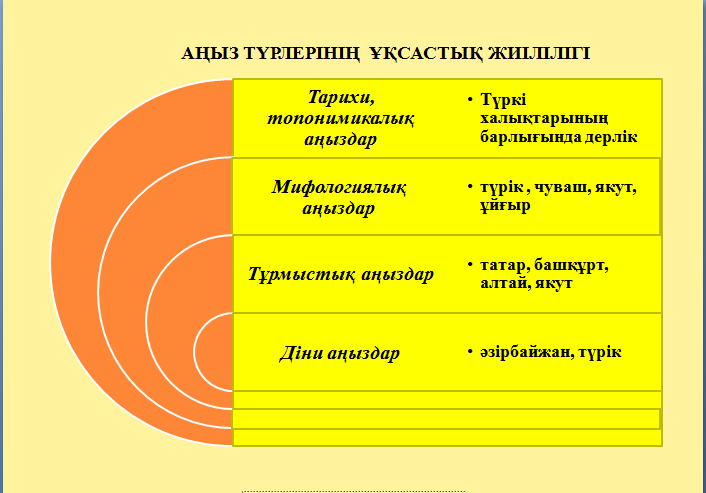 АҢЫЗ ТҮРЛЕРІНІҢ ҰҚСАСТЫҚ ЖИІЛІЛІГІ
Тарихи,
топонимикалық
аңыздар
• Түркі
халықтарының
барлығында дерлік
Мифологиялық
аңыздар
• түрік , чуваш, якут,
ұйғыр
Тұрмыстық аңыздар
• татар, башқұрт,
алтай, якут
Діни аңыздар
• әзірбайжан, түрік